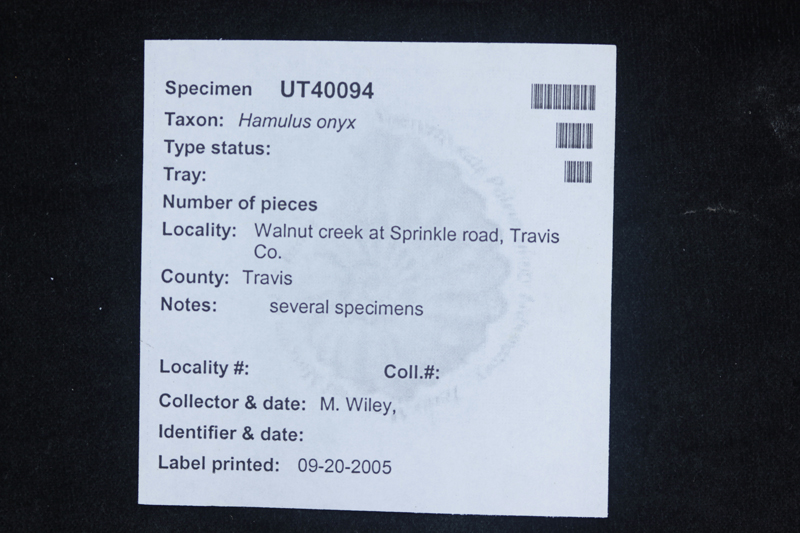 Specimen UT40094
Taxon: Hamulus onyx
Type status:
Tray:
Number of pieces
Locality: Walnut creek at Sprinkle road, Travis
Co.
County: Travis
Notes: several specimens
Locality #: Coll.#:
Collector & date: M. Wiley,
Identifier & date:
Label printed: 09-20-2005